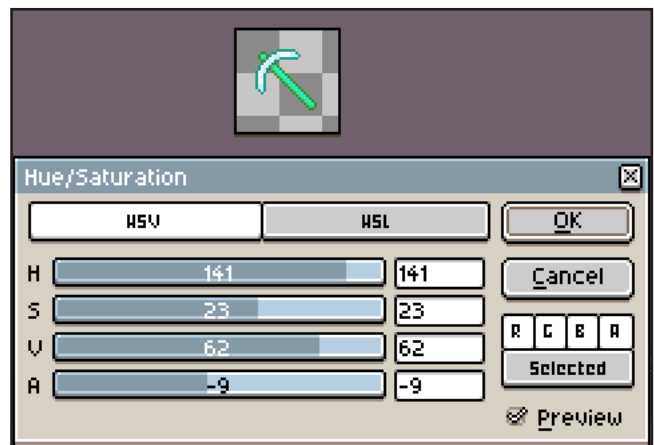 Hue/Saturation
HSV HSL OK
H 141 141 Cancel
S 23 23
V 62 62 R G B A
Selected
A -9 -9
Preview